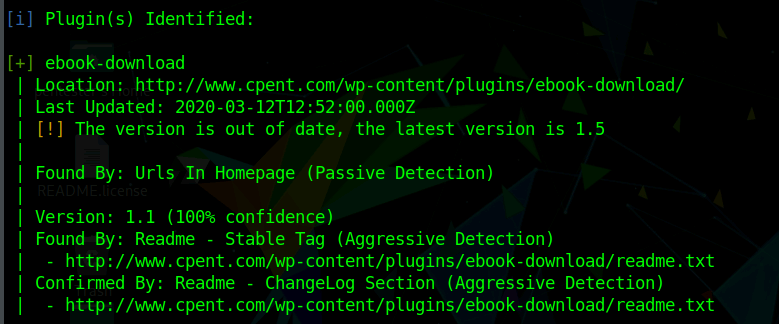 [i] Plugin(s) Identified:
[+] ebook-download
| Location: http://www.cpent.com/wp-content/plugins/ebook-download/
| Last Updated: 2020-03-12T12:52:00.000Z
| [!] The version is out of date, the latest version is 1.5
|
| Found By: Urls In Homepage (Passive Detection)
|
README.license
| Version: 1.1 (100% confidence)
| Found By: Readme - Stable Tag (Aggressive Detection)
|  - http://www.cpent.com/wp-content/plugins/ebook-download/readme.txt
| Confirmed By: Readme - ChangeLog Section (Aggressive Detection)
|  - http://www.cpent.com/wp-content/plugins/ebook-download/readme.txt